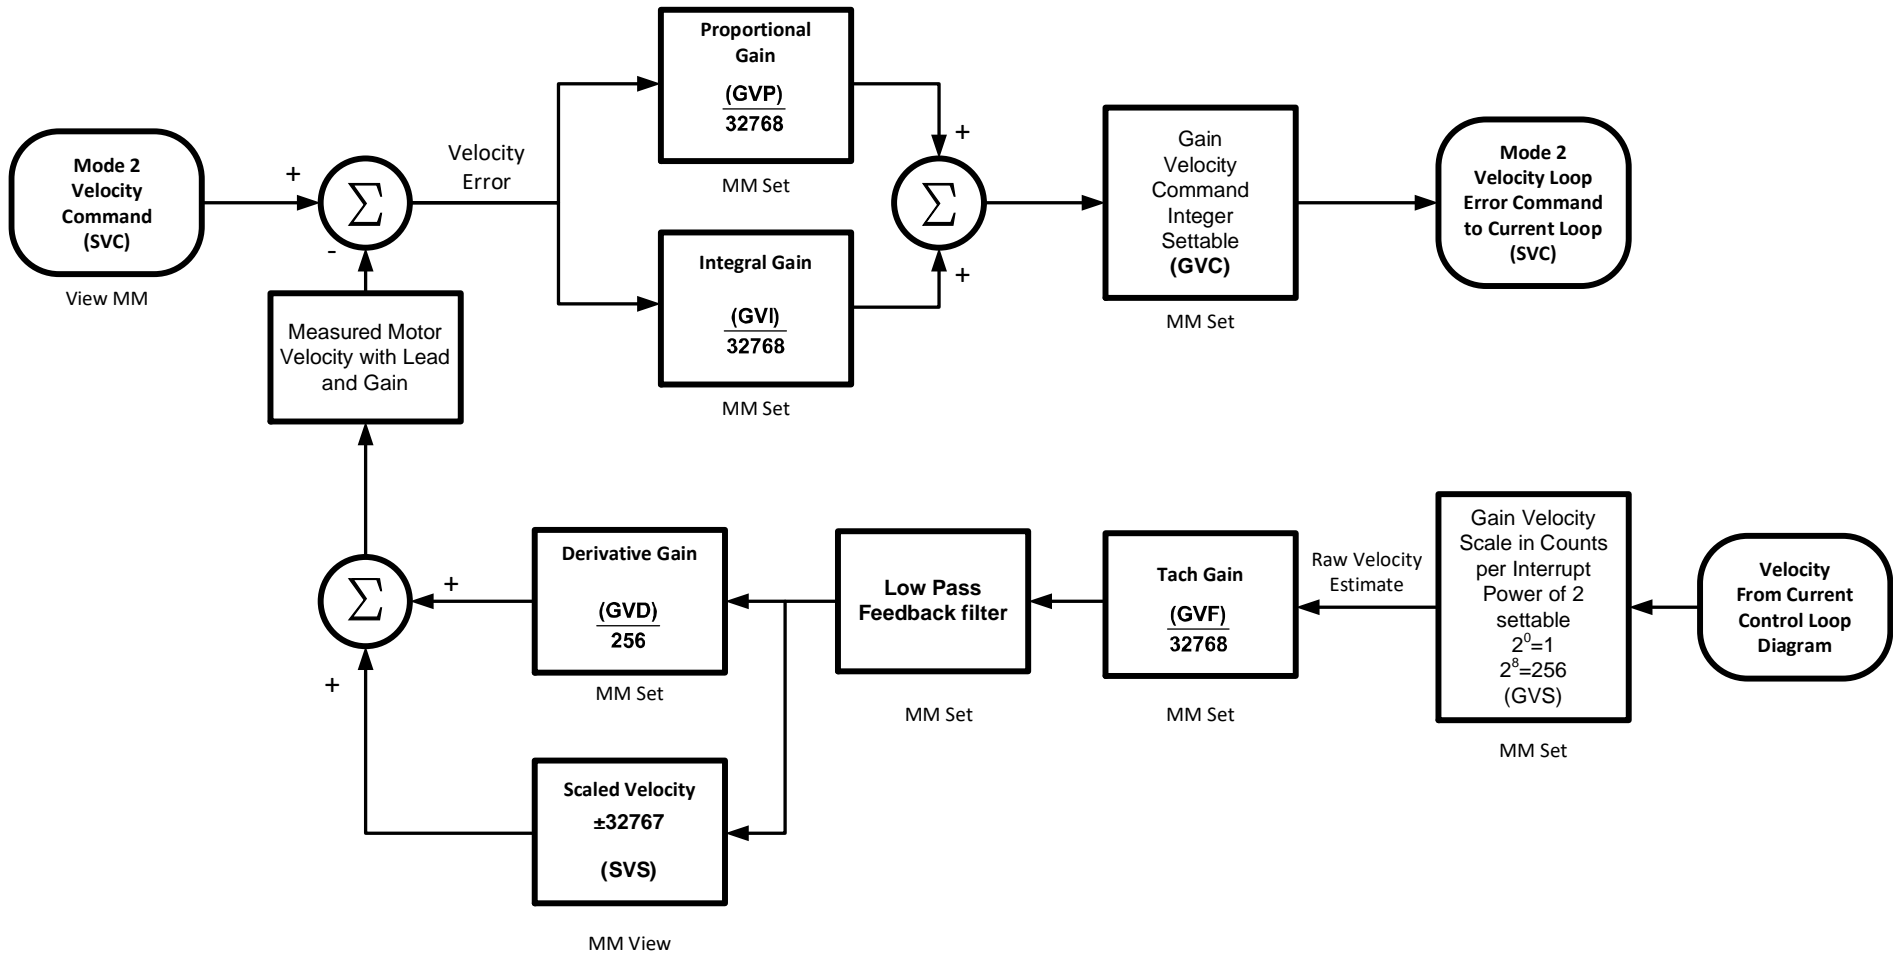 Mode 2
Velocity
Command
(SVC)
View MM
+
-
Σ
Velocity
Error
Proportional
Gain
(GVP)
32768
MM Set
Integral Gain
(GVI)
32768
MM Set
+
+
Σ
Gain
Velocity
Command
Integer
Settable
(GVC)
MM Set
Mode 2
Velocity Loop
Error Command
to Current Loop
(SVC)
Measured Motor
Velocity with Lead
and Gain
Σ
+
+
Derivative Gain
(GVD)
256
MM Set
Scaled Velocity
±32767
(SVS)
MM View
Low Pass
Feedback filter
MM Set
Tach Gain
(GVF)
32768
MM Set
Raw Velocity
Estimate
Gain Velocity
Scale in Counts
per Interrupt
Power of 2
settable
2⁰=1
2⁸=256
(GVS)
MM Set
Velocity
From Current
Control Loop
Diagram